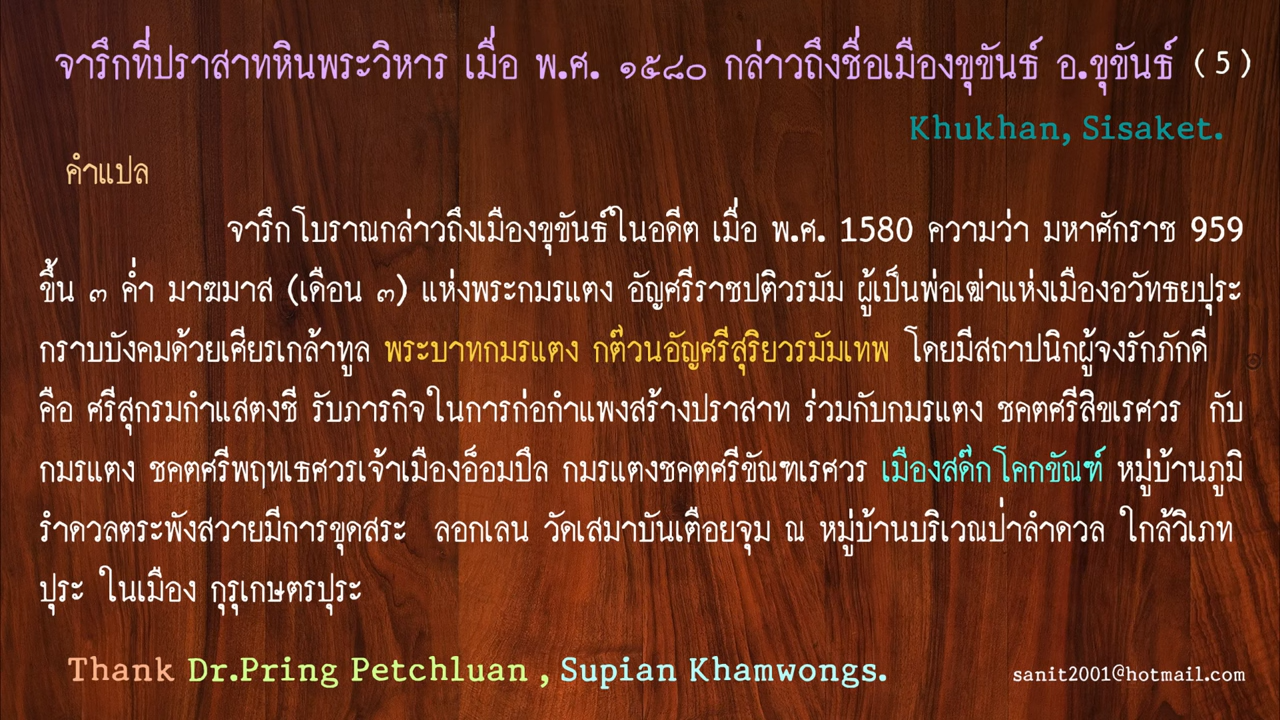 จารึกที่ปราสาทหินพระวิหาร เมื่อ พ.ศ. ๑๕๘๐ กล่าวถึงชื่อเมืองขุขันธ์ อ.ขุขันธ์ (5)
Khukhan, Sisaket.
คำแปล
จารึกโบราณกล่าวถึงเมืองขุขันธ์ในอดีต เมื่อ พ.ศ. 1580 ความว่า มหาศักราช 959
ขึ้น ๓ ค่ำ มาฆมาส (เดือน ๓) แห่งพระกมรแตง อัญศรีราชปติวรมัม ผู้เป็นพ่อเฒ่าแห่งเมืองอวัทธยปุระ
กราบบังคมด้วยเศียรเกล้าทูล พระบาทกมรแตง กต๊วนอัญศรีสุริยวรมัมเทพ โดยมีสถาปนิกผู้จงรักภักดี
คือ ศรีสุกรมกำแสตงชี รับภารกิจในการก่อกำแพงสร้างปราสาท ร่วมกับกมรแตง ชคตศรีสิขเรศวร กับ
กมรแตง ชคตศรีพฤทเธศวรเจ้าเมืองอ็อมปึล กมรแตงชคตศรีขัณฑเรศวร เมืองสด๊กโคกขัณฑ์ หมู่บ้านภูมิ
รำดวลตระพังสวายมีการขุดสระ ลอกเลน วัดเสมาบันเตือยจุม ณ หมู่บ้านบริเวณป่าลำดวล ใกล้วิเภท
ปุระ ในเมือง กุรุเกษตรปุระ
Thank Dr.Pring Petchluan , Supian Khamwongs.
sanit2001@hotmail.com